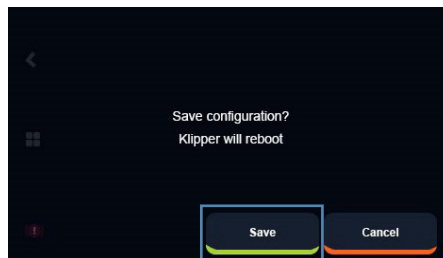 Save configuration?
Klipper will reboot
Save
Cancel